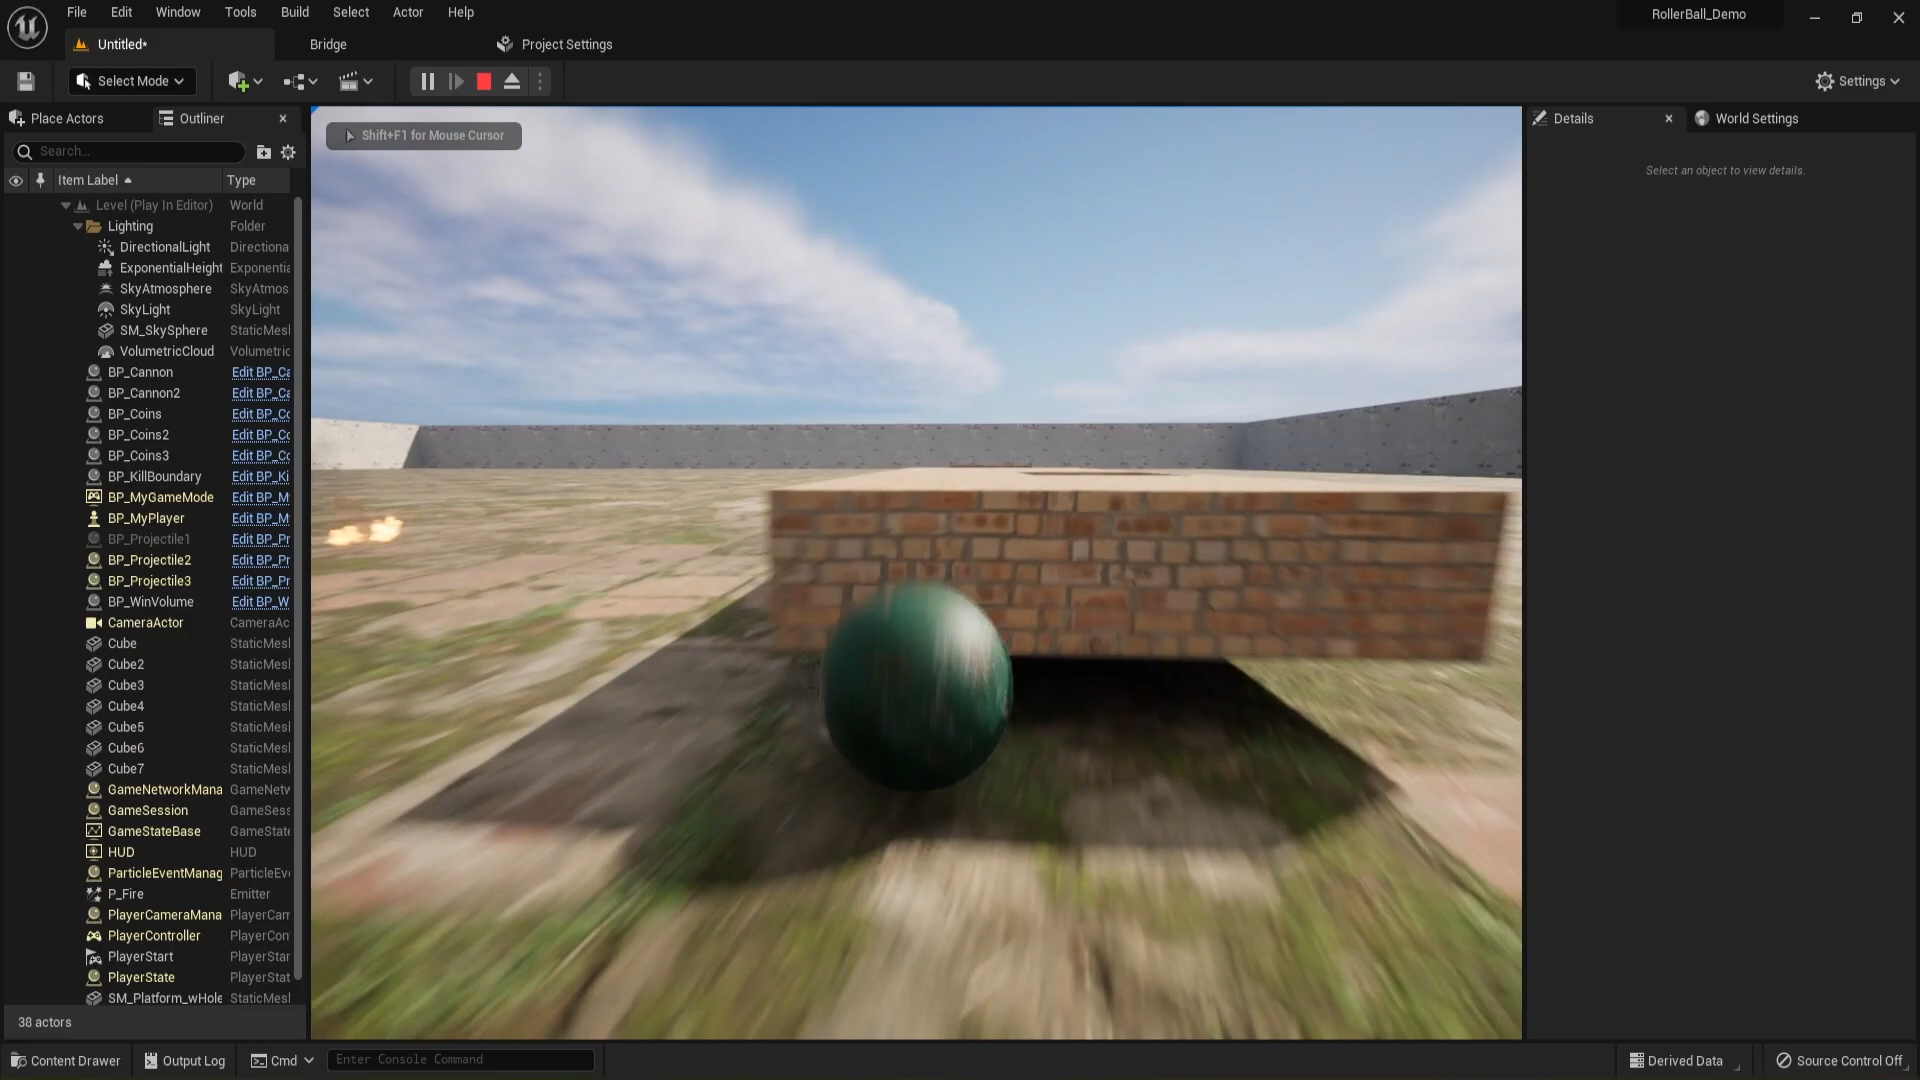 File Edit Window Tools Build Select Actor Help
RollerBall_Demo
Untitled*
Bridge
Project Settings
Select Mode
Settings
Place Actors
Outliner
Details
World Settings
Shift+F1 for Mouse Cursor
Search...
Select an object to view details.
Item Label Type
Level (Play In Editor) World
Lighting Folder
DirectionalLight Directiona
ExponentialHeight Exponentia
SkyAtmosphere SkyAtmos
SkyLight SkyLight
SM_SkySphere StaticMesl
VolumetricCloud Volumetric
BP_Cannon Edit BP_Ca
BP_Cannon2 Edit BP_Ca
BP_Coins Edit BP_Co
BP_Coins2 Edit BP_Co
BP_Coins3 Edit BP_Co
BP_KillBoundary Edit BP_Ki
BP_MyGameMode Edit BP_M
BP_MyPlayer Edit BP_M
BP_Projectile1 Edit BP_Pr
BP_Projectile2 Edit BP_Pr
BP_Projectile3 Edit BP_Pr
BP_WinVolume Edit BP_W
CameraActor CameraAc
Cube StaticMesl
Cube2 StaticMesl
Cube3 StaticMesl
Cube4 StaticMesl
Cube5 StaticMesl
Cube6 StaticMesl
Cube7 StaticMesl
GameNetworkMana GameNetw
GameSession GameSess
GameStateBase GameState
HUD HUD
ParticleEventManag ParticleEv
P_Fire Emitter
PlayerCameraMana PlayerCam
PlayerController PlayerCon
PlayerStart PlayerStar
PlayerState PlayerStat
SM_Platform_wHole StaticMesl
38 actors
Content Drawer
Output Log
Cmd
Enter Console Command
Derived Data
Source Control Off